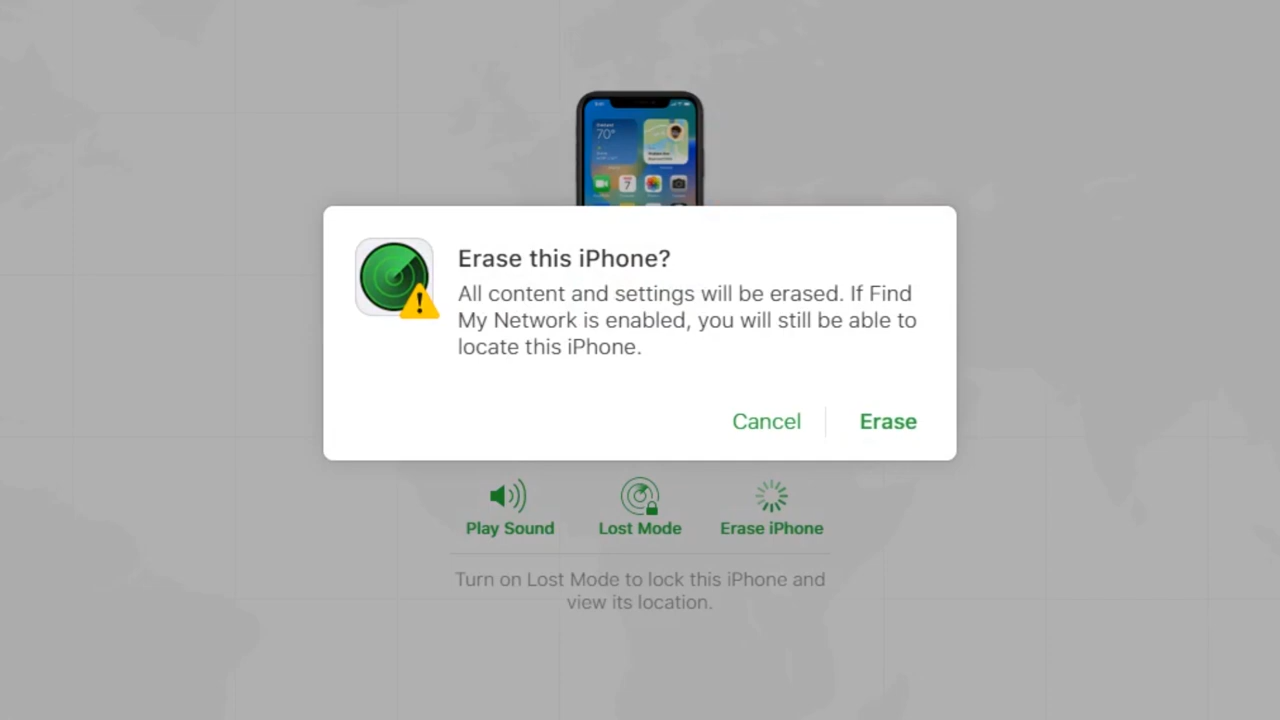 70°
7
Erase this iPhone?
All content and settings will be erased. If Find
My Network is enabled, you will still be able to
locate this iPhone.
Cancel
Erase
Play Sound
Lost Mode
Erase iPhone
Turn on Lost Mode to lock this iPhone and
view its location.